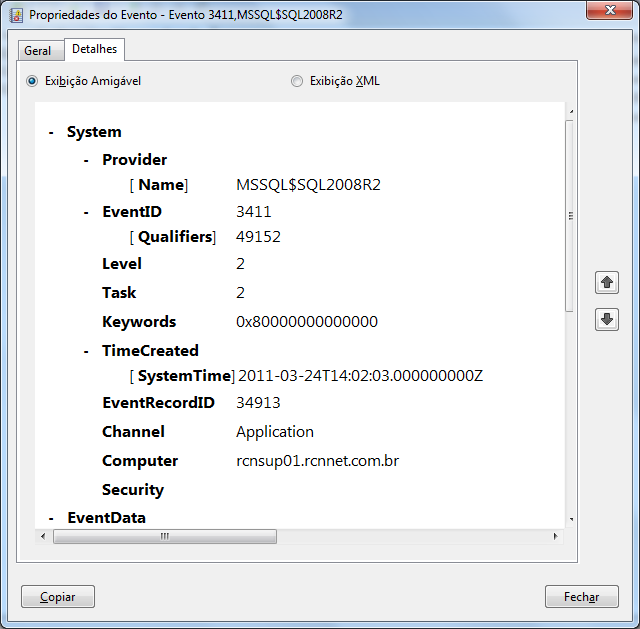 Propriedades do Evento - Evento 3411,MSSQL$SQL2008R2
Geral Detalhes
Exibição Amigável Exibição XML
- System
- Provider
[ Name] MSSQL$SQL2008R2
- EventID 3411
[ Qualifiers] 49152
Level 2
Task 2
Keywords 0x80000000000000
- TimeCreated
[ SystemTime] 2011-03-24T14:02:03.000000000Z
EventRecordID 34913
Channel Application
Computer rcnsup01.rcnnet.com.br
Security
- EventData
Copiar Fechar